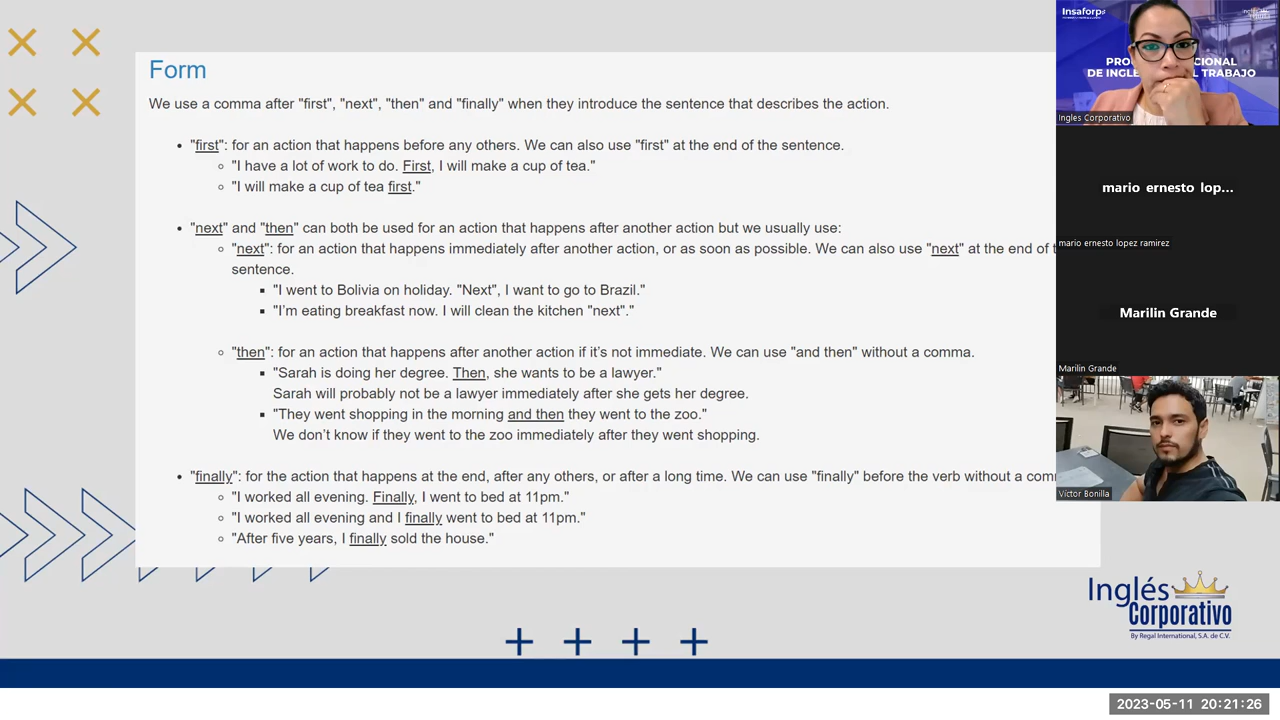 Form
We use a comma after "first", "next", "then" and "finally" when they introduce the sentence that describes the action.
• "first": for an action that happens before any others. We can also use "first" at the end of the sentence.
○ "I have a lot of work to do. First, I will make a cup of tea."
○ "I will make a cup of tea first."
• "next" and "then" can both be used for an action that happens after another action but we usually use:
○ "next": for an action that happens immediately after another action, or as soon as possible. We can also use "next" at the end of
sentence.
▪ "I went to Bolivia on holiday. "Next", I want to go to Brazil."
▪ "I'm eating breakfast now. I will clean the kitchen "next"."
○ "then": for an action that happens after another action if it's not immediate. We can use "and then" without a comma.
▪ "Sarah is doing her degree. Then, she wants to be a lawyer."
Sarah will probably not be a lawyer immediately after she gets her degree.
▪ "They went shopping in the morning and then they went to the zoo."
We don't know if they went to the zoo immediately after they went shopping.
• "finally": for the action that happens at the end, after any others, or after a long time. We can use "finally" before the verb without a
○ "I worked all evening. Finally, I went to bed at 11pm."
○ "I worked all evening and I finally went to bed at 11pm."
○ "After five years, I finally sold the house."
Insaforp
Ingles Corporativo
mario ernesto lop...
mario ernesto lopez ramirez
Marilin Grande
Marilin Grande
Víctor Bonilla
Inglés
Corporativo
By Regal International, S.A. de C.V.
2023-05-11 20:21:26